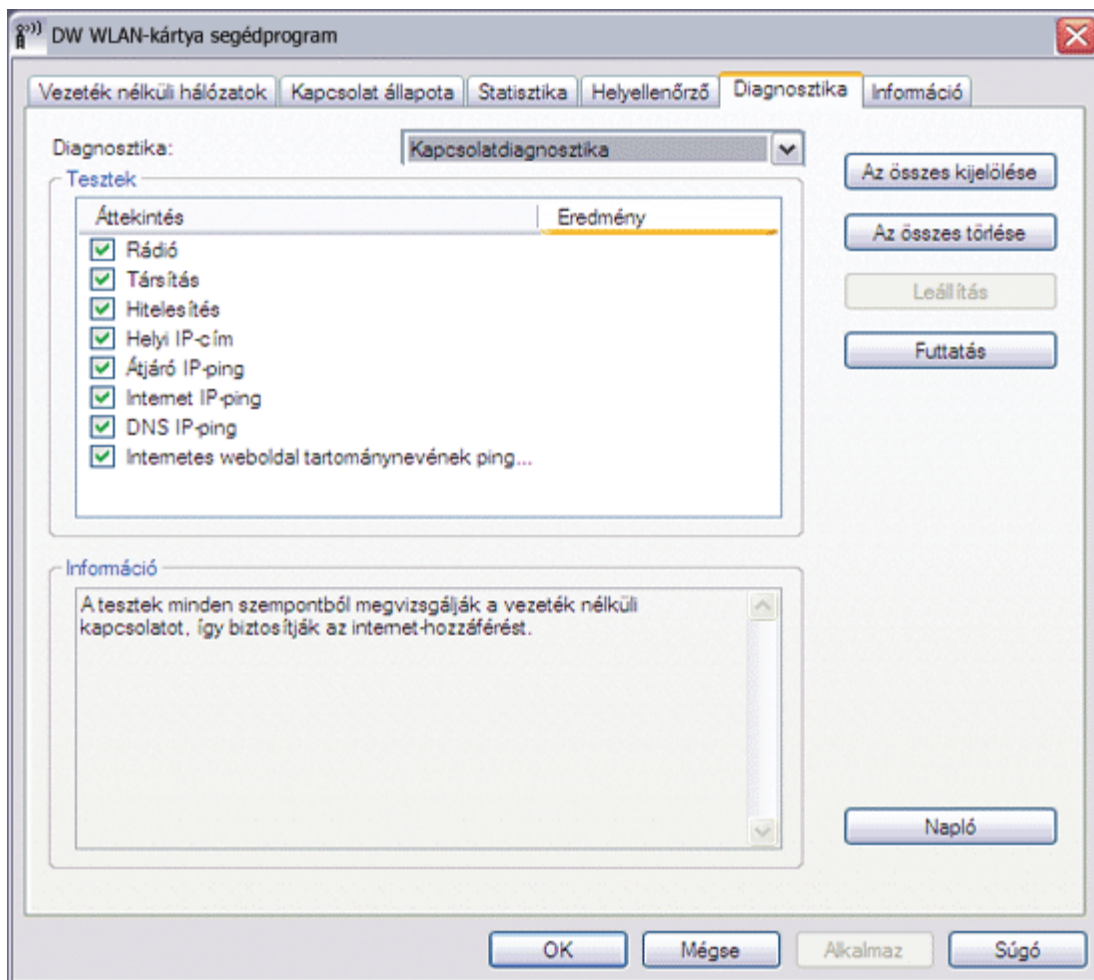 DW WLAN-kártya segédprogram
Vezeték nélküli hálózatok Kapcsolat állapota Statisztika Helyellenőrző Diagnosztika Információ
Diagnosztika: Kapcsolatdiagnosztika
Az összes kijelölése
Tesztek
Áttekintés Eredmény
Az összes törlése
Rádió
Társítás
Leállítás
Hitelesítés
Helyi IP-cím
Futtatás
Átjáró IP-ping
Internet IP-ping
DNS IP-ping
Internetes weboldal tartománynevének ping...
Információ
A tesztek minden szempontból megvizsgálják a vezeték nélküli
kapcsolatot, így biztosítják az internet-hozzáférést.
Napló
OK Mégse Alkalmaz Súgó